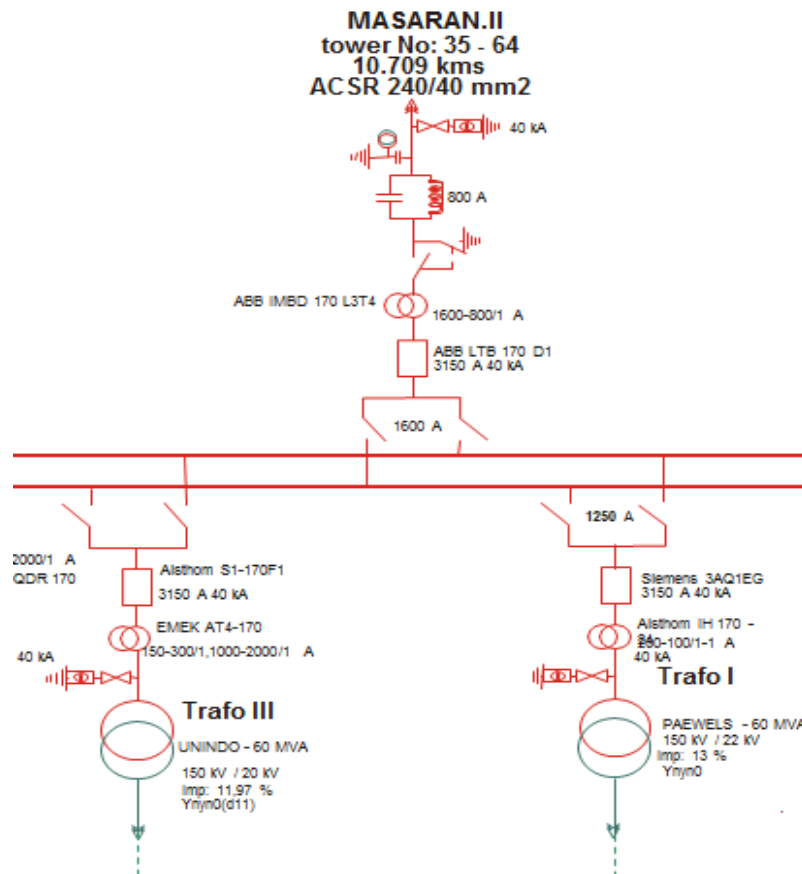 MASARAN.II
tower No: 35 - 64
10.709 kms
ACSR 240/40 mm2
40 kA
800 A
ABB IMBD 170 L3T4
1600-800/1 A
ABB LTB 170 D1
3150 A 40 kA
1600 A
2000/1 A
QDR 170
Alsthom S1-170F1
3150 A 40 kA
EMEK AT4-170
150-300/1,1000-2000/1 A
40 kA
Trafo III
UNINDO - 60 MVA
150 kV / 20 kV
Imp: 11,97 %
Ynyn0(d11)
1250 A
Siemens 3AQ1EG
3150 A 40 kA
Alsthom IH 170 -
-100/1-1 A
40 kA
Trafo I
PAEWELS - 60 MVA
150 kV / 22 kV
Imp: 13 %
Ynyn0